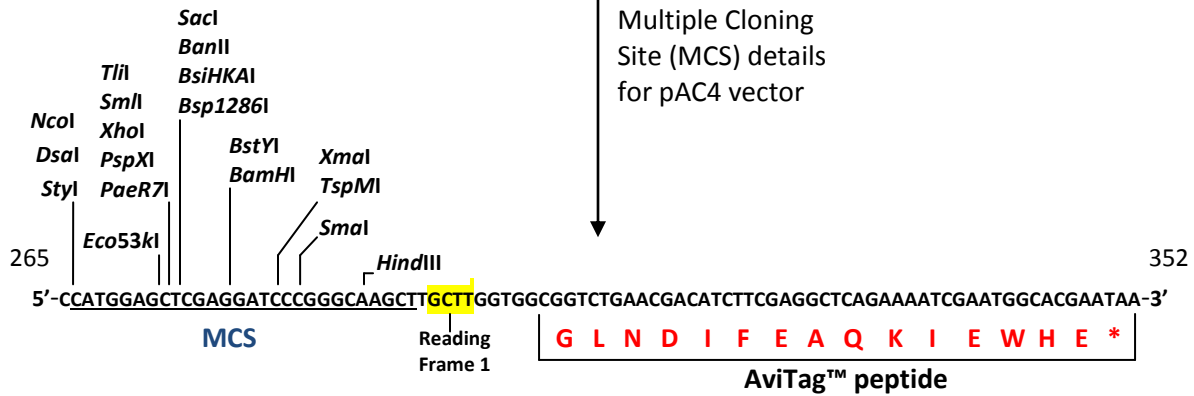 SacI
BanII
BsiHKAI
Bsp1286I
TliI
SmlI
XhoI
PspXI
PaeR7I
NcoI
DsaI
StyI
BstYI
BamHI
XmaI
TspMI
SmaI
Eco53kI
HindIII
Multiple Cloning
Site (MCS) details
for pAC4 vector
265
352
5’-CCATGGAGCTCGAGGATCCCGGGCAAGCTTGCTTGGTGGCGGTCTGAACGACATCTTCGAGGCTCAGAAAATCGAATGGCACGAATAA-3’
MCS
Reading
Frame 1
G L N D I F E A Q K I E W H E *
AviTag™ peptide